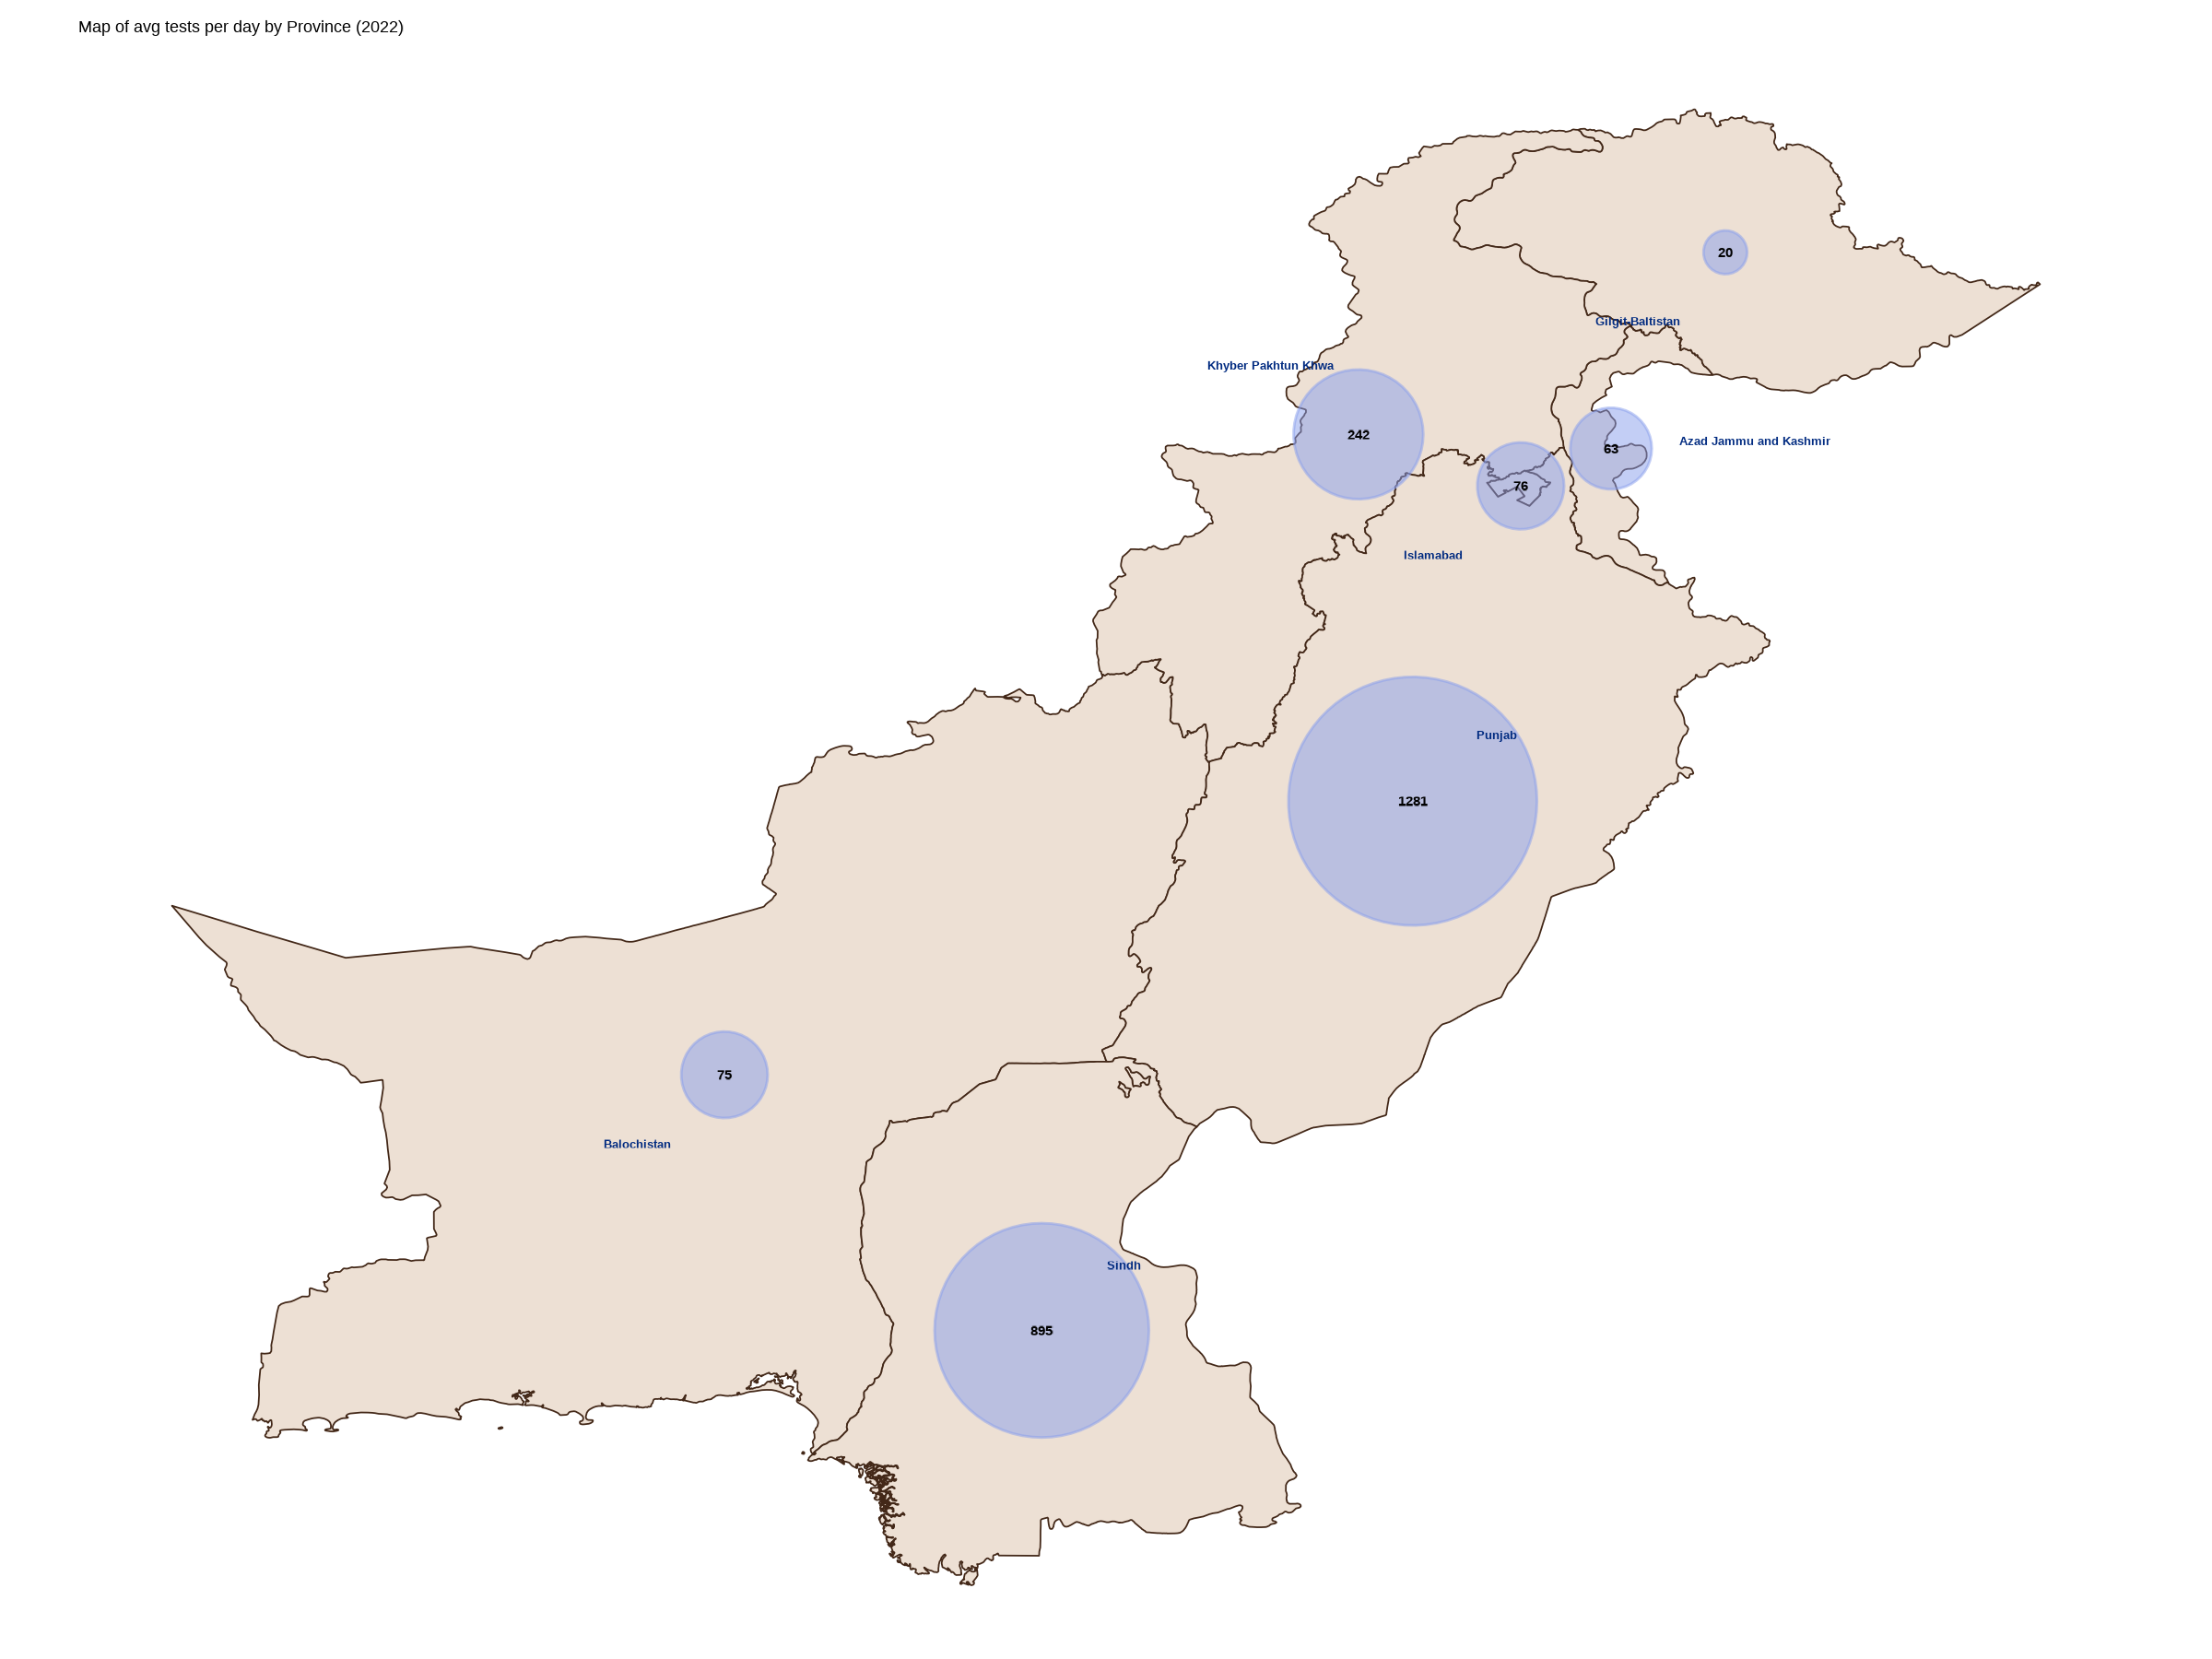 Map of avg tests per day by Province (2022)
20
Gilgit-Baltistan
Khyber Pakhtun Khwa
242
Azad Jammu and Kashmir
63
76
Islamabad
Punjab
1281
75
Balochistan
Sindh
895